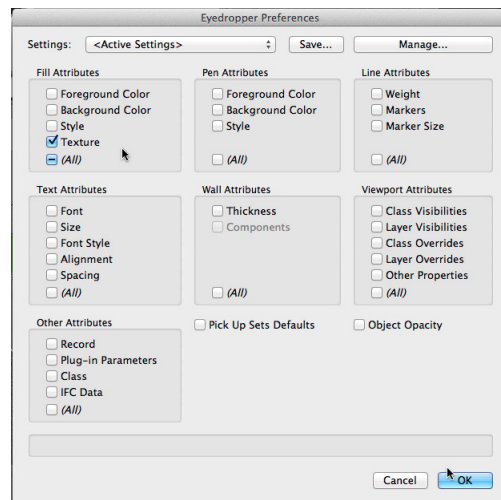 Eyedropper Preferences
Settings: <Active Settings> Save... Manage...
Fill Attributes
Foreground Color
Background Color
Style
Texture
(All)
Pen Attributes
Foreground Color
Background Color
Style
(All)
Line Attributes
Weight
Markers
Marker Size
(All)
Text Attributes
Font
Size
Font Style
Alignment
Spacing
(All)
Wall Attributes
Thickness
Components
(All)
Viewport Attributes
Class Visibilities
Layer Visibilities
Class Overrides
Layer Overrides
Other Properties
(All)
Other Attributes
Record
Plug-in Parameters
Class
IFC Data
(All)
Pick Up Sets Defaults
Object Opacity
Cancel OK